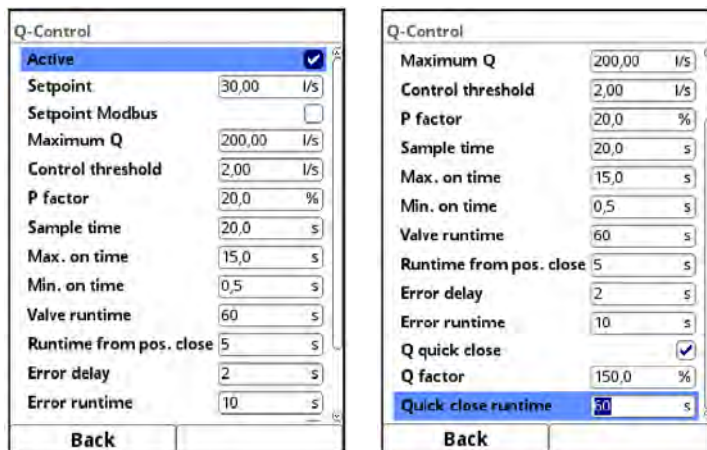 Q-Control
Active
Setpoint 30,00 l/s
Setpoint Modbus
Maximum Q 200,00 l/s
Control threshold 2,00 l/s
P factor 20,0 %
Sample time 20,0 s
Max. on time 15,0 s
Min. on time 0,5 s
Valve runtime 60 s
Runtime from pos. close 5 s
Error delay 2 s
Error runtime 10 s
Back
Q-Control
Maximum Q 200,00 l/s
Control threshold 2,00 l/s
P factor 20,0 %
Sample time 20,0 s
Max. on time 15,0 s
Min. on time 0,5 s
Valve runtime 60 s
Runtime from pos. close 5 s
Error delay 2 s
Error runtime 10 s
Q quick close
Q factor 150,0 %
Quick close runtime 60 s
Back